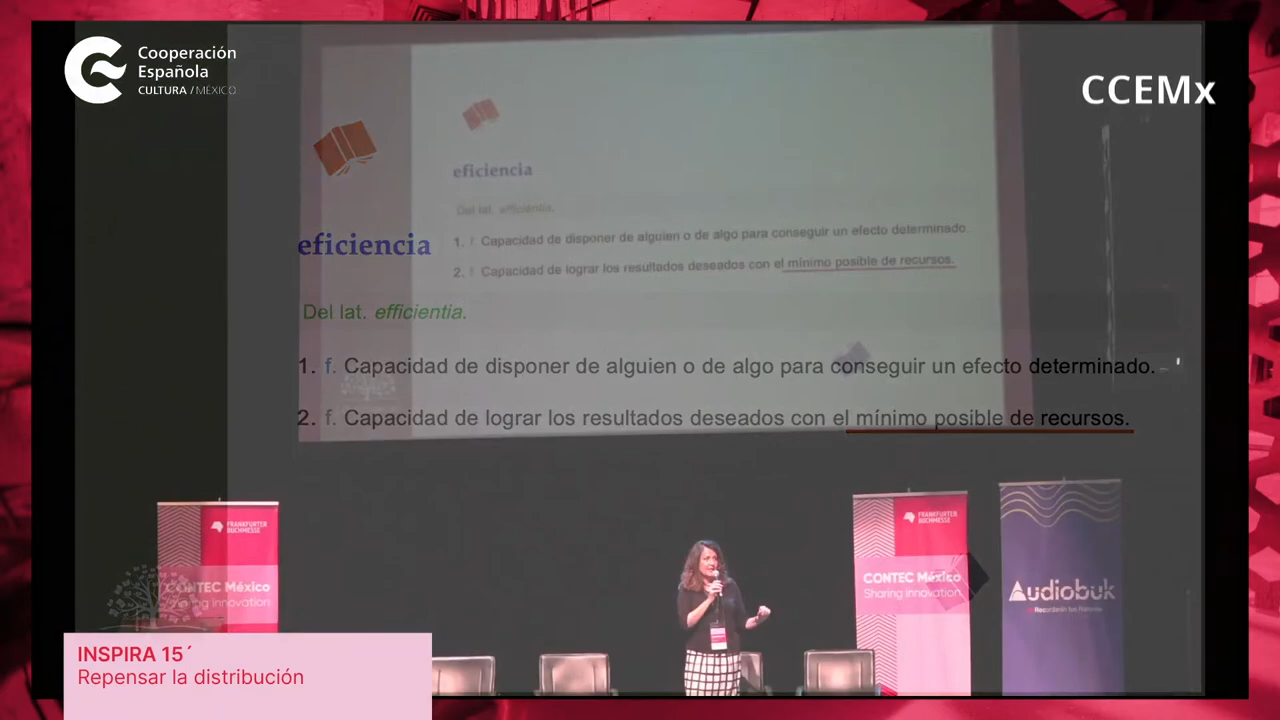 Cooperación
Española
CULTURA / MÉXICO
CCEMx
eficiencia
Del lat. efficientia.
1. f. Capacidad de disponer de alguien o de algo para conseguir un efecto determinado.
2. f. Capacidad de lograr los resultados deseados con el mínimo posible de recursos.
eficiencia
Del lat. efficientia.
1. f. Capacidad de disponer de alguien o de algo para conseguir un efecto determinado.
2. f. Capacidad de lograr los resultados deseados con el mínimo posible de recursos.
FRANKFURTER
BUCHMESSE
CONTEC México
Sharing innovation
FRANKFURTER
BUCHMESSE
CONTEC México
Sharing innovation
Audiobuk
INSPIRA 15´
Repensar la distribución